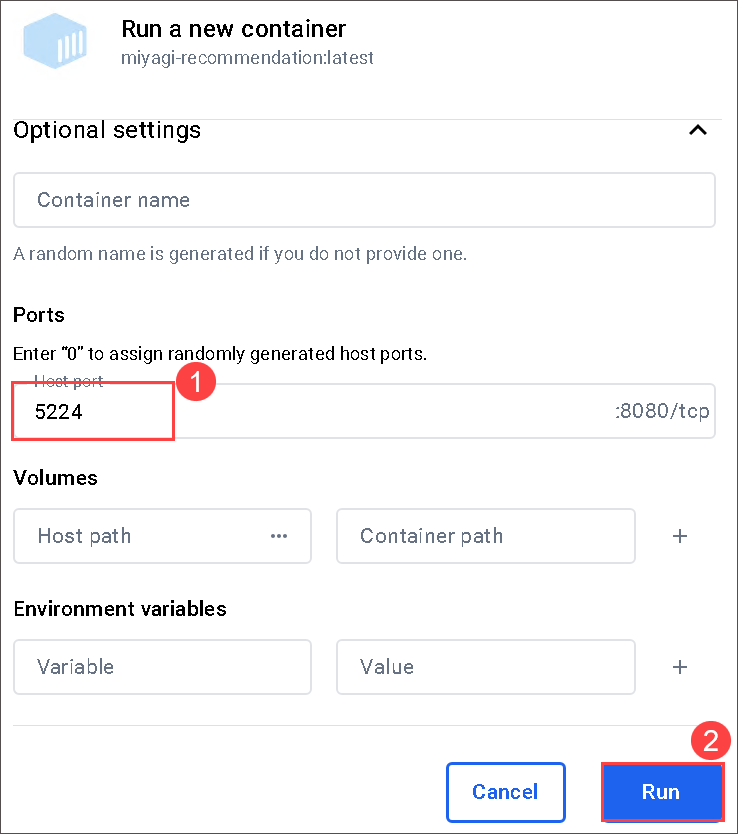 Run a new container
miyagi-recommendation:latest
Optional settings
Container name
A random name is generated if you do not provide one.
Ports
Enter “0” to assign randomly generated host ports.
Host port
1
5224
:8080/tcp
Volumes
Host path ···
Container path
+
Environment variables
Variable
Value
+
2
Cancel
Run